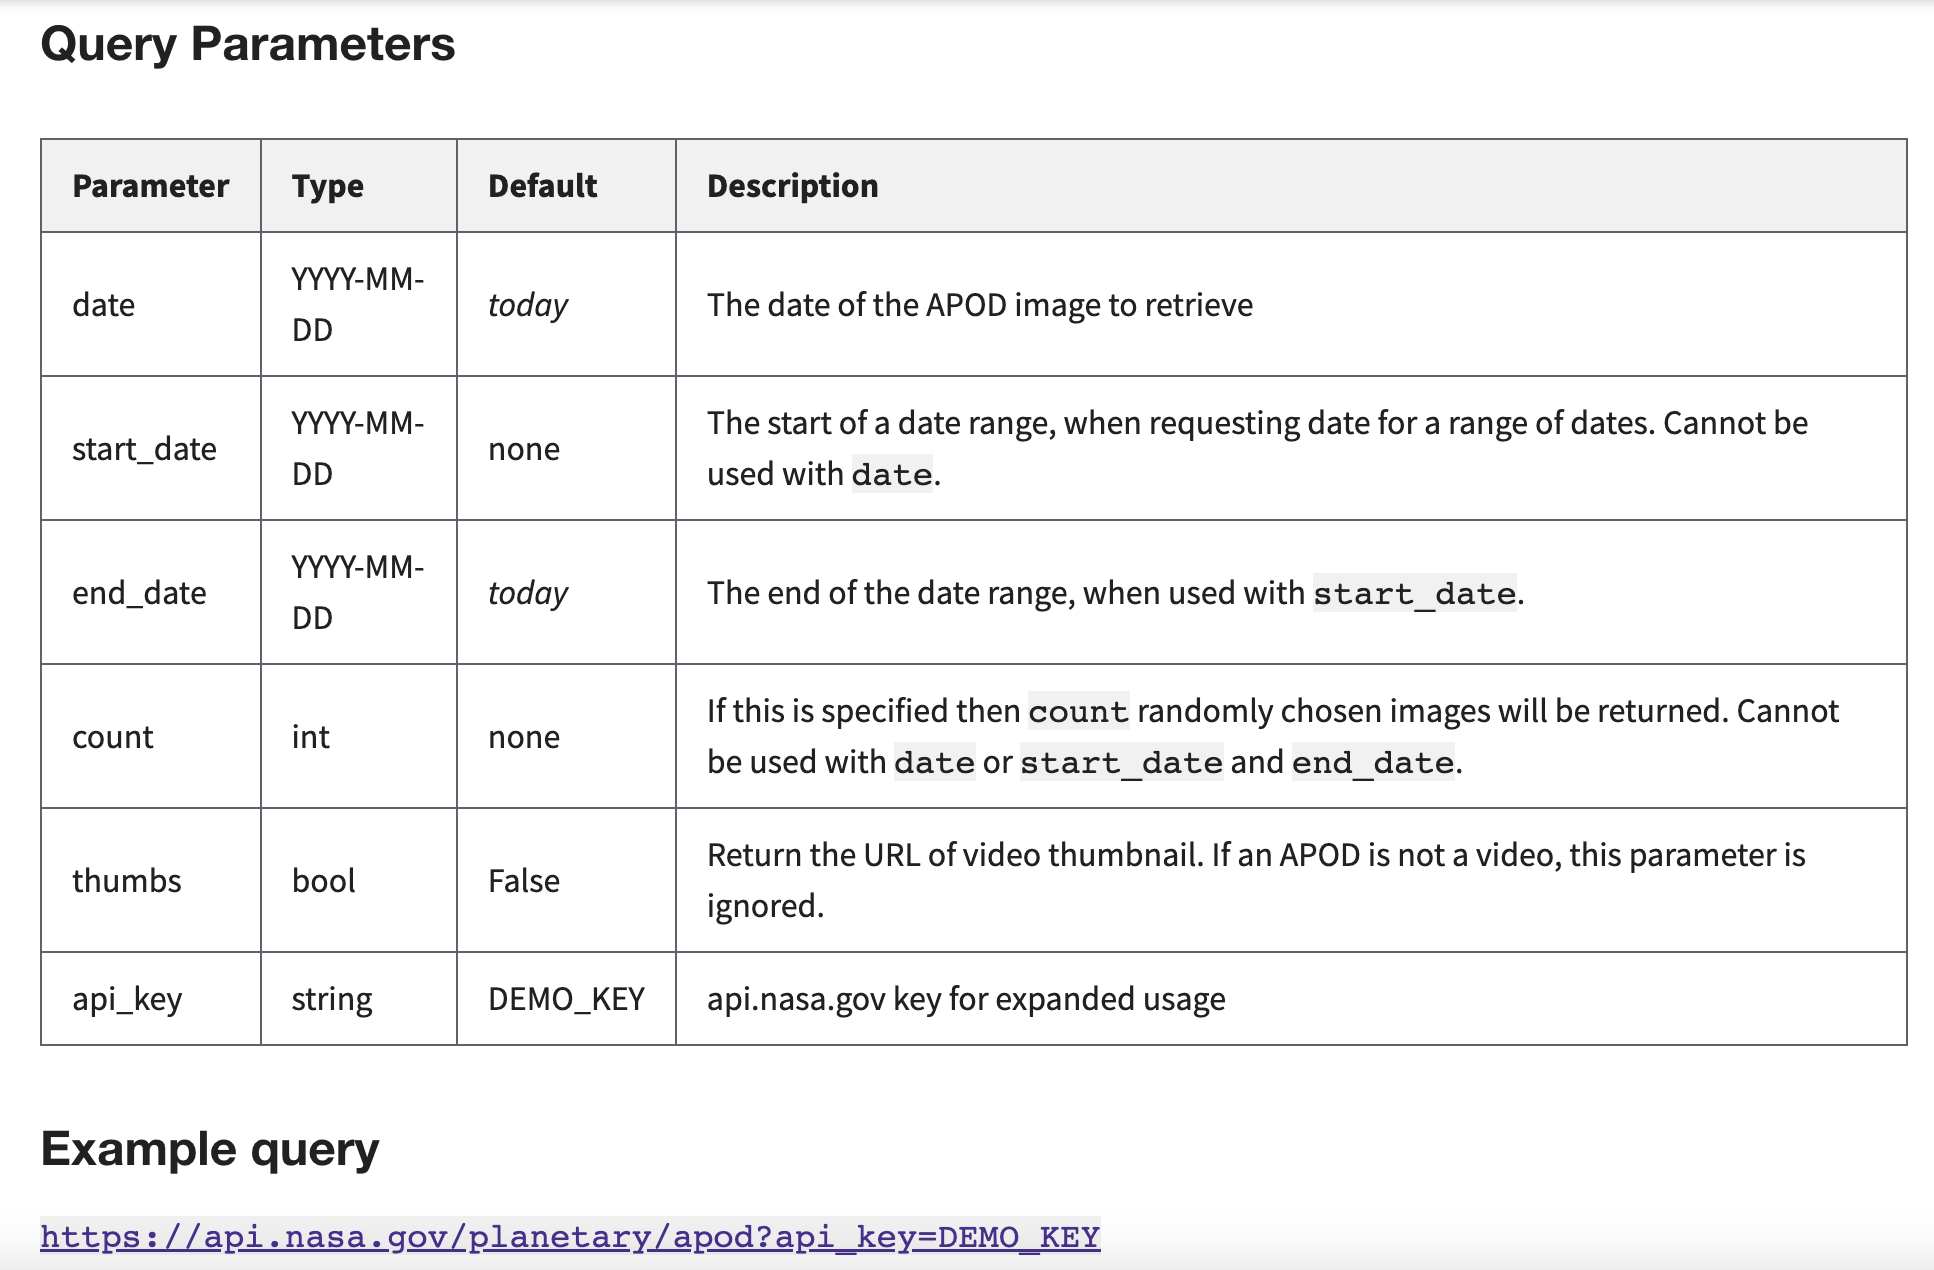 Query Parameters
Parameter Type Default Description
date YYYY-MM-DD today The date of the APOD image to retrieve
start_date YYYY-MM-DD none The start of a date range, when requesting date for a range of dates. Cannot be
used with date.
end_date YYYY-MM-DD today The end of the date range, when used with start_date.
count int none If this is specified then count randomly chosen images will be returned. Cannot
be used with date or start_date and end_date.
thumbs bool False Return the URL of video thumbnail. If an APOD is not a video, this parameter is
ignored.
api_key string DEMO_KEY api.nasa.gov key for expanded usage
Example query
https://api.nasa.gov/planetary/apod?api_key=DEMO_KEY